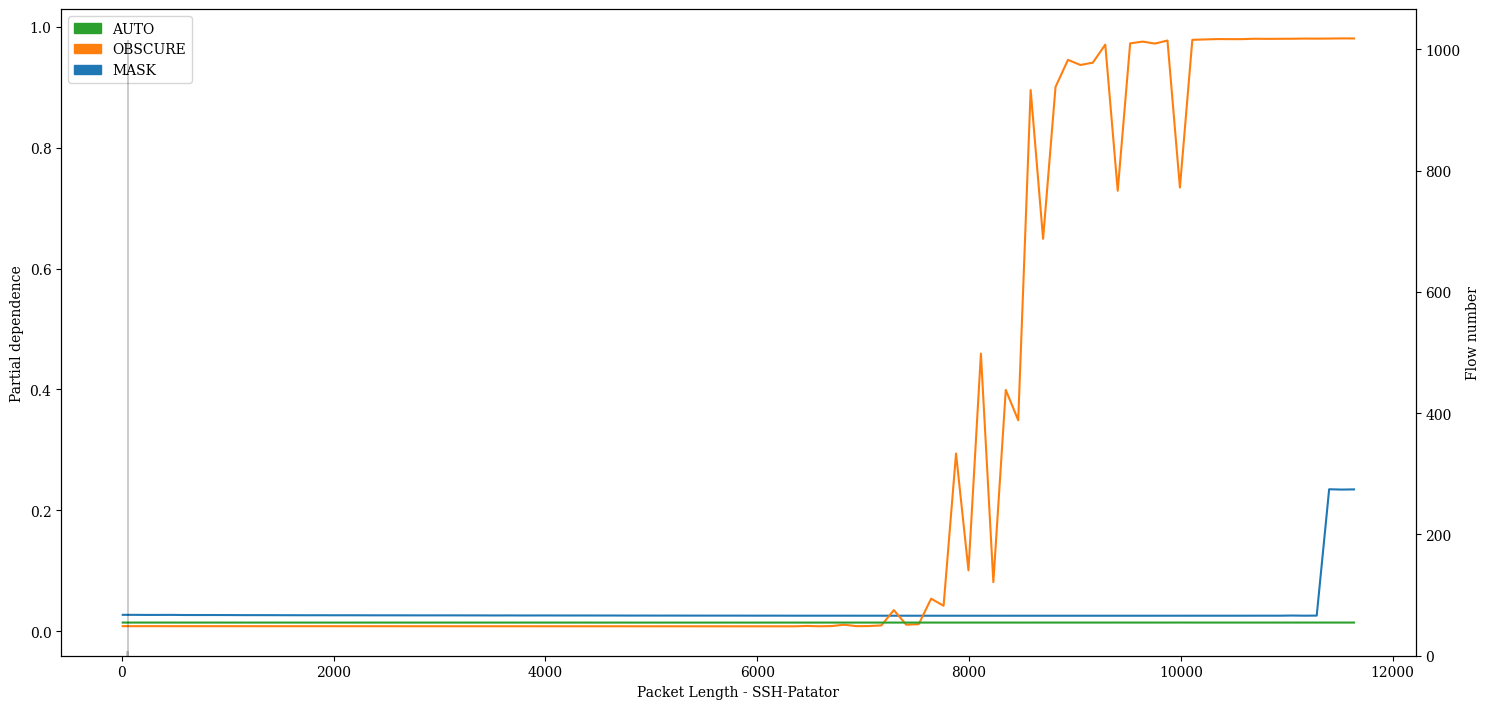 AUTO
OBSCURE
MASK
1.0
0.8
0.6
0.4
0.2
0.0
Partial dependence
1000
800
600
400
200
0
Flow number
0 2000 4000 6000 8000 10000 12000
Packet Length - SSH-Patator